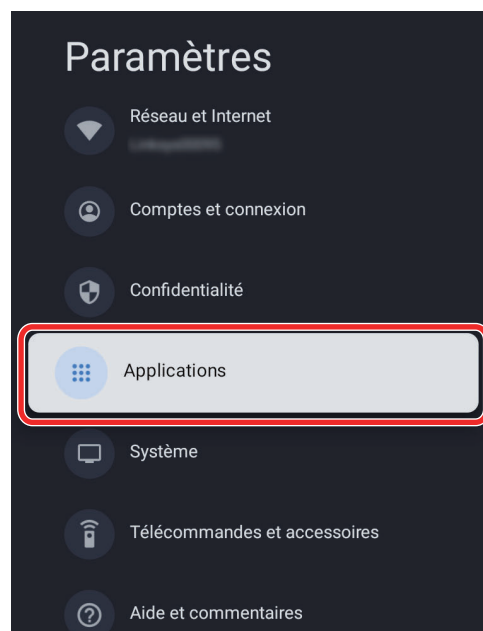 Paramètres
Réseau et Internet
Comptes et connexion
Confidentialité
Applications
Système
Télécommandes et accessoires
Aide et commentaires